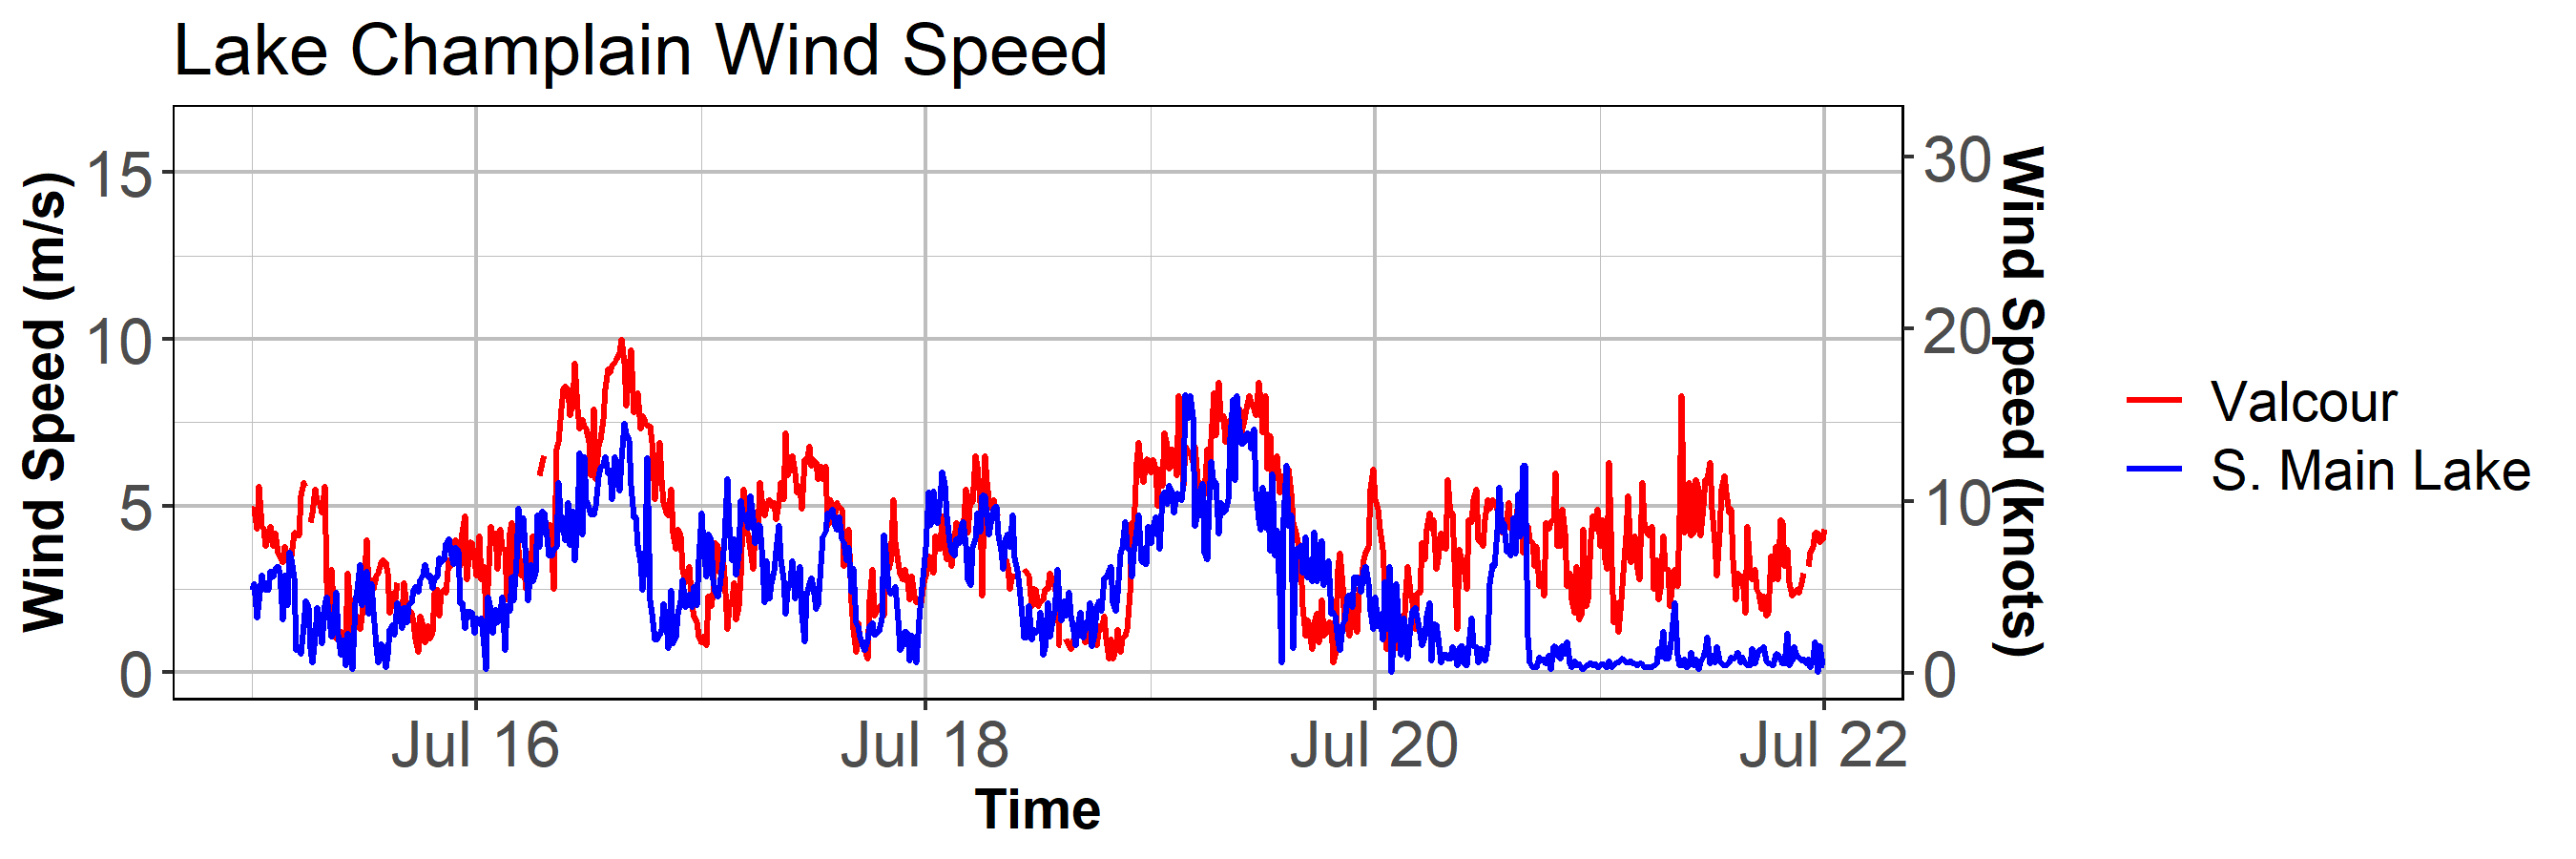 Lake Champlain Wind Speed
Wind Speed (m/s)
15
10
5
0
30
20
10
0
Wind Speed (knots)
Jul 16
Jul 18
Jul 20
Jul 22
Time
Valcour
S. Main Lake